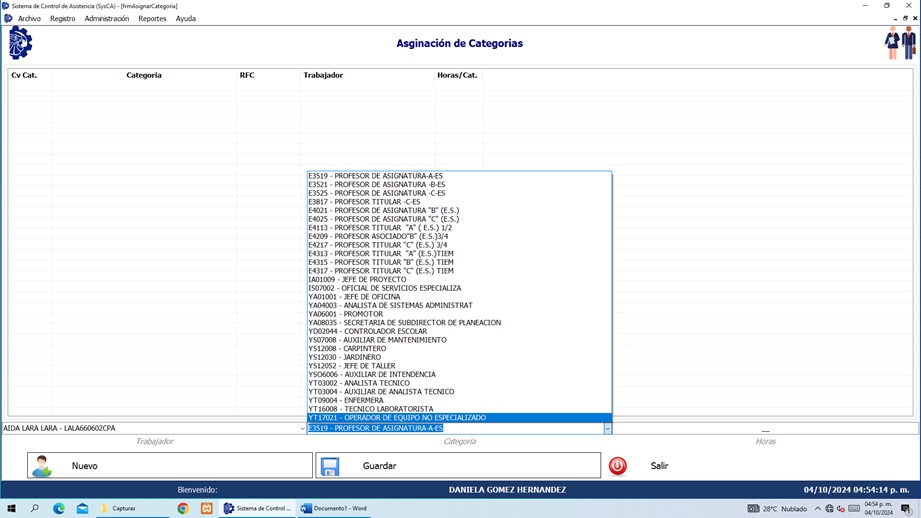 Sistema de Control de Asistencia (SysCA) - [frmAsignarCategoria]
Archivo Registro Administración Reportes Ayuda
Asginación de Categorias
Cv Cat. Categoria RFC Trabajador Horas/Cat.
E3519 - PROFESOR DE ASIGNATURA-A-ES
E3521 - PROFESOR DE ASIGNATURA -B-ES
E3525 - PROFESOR DE ASIGNATURA -C-ES
E3817 - PROFESOR TITULAR -C-ES
E4021 - PROFESOR DE ASIGNATURA "B" (E.S.)
E4025 - PROFESOR DE ASIGNATURA "C" (E.S.)
E4113 - PROFESOR TITULAR "A" ( E.S.) 1/2
E4209 - PROFESOR ASOCIADO"B" (E.S.)3/4
E4217 - PROFESOR TITULAR "C" (E.S.) 3/4
E4313 - PROFESOR TITULAR "A" (E.S.)TIEM
E4315 - PROFESOR TITULAR "B" (E.S.) TIEM
E4317 - PROFESOR TITULAR "C" (E.S.) TIEM
IA01009 - JEFE DE PROYECTO
IS07002 - OFICIAL DE SERVICIOS ESPECIALIZA
YA01001 - JEFE DE OFICINA
YA04003 - ANALISTA DE SISTEMAS ADMINISTRAT
YA06001 - PROMOTOR
YA08035 - SECRETARIA DE SUBDIRECTOR DE PLANEACION
YD02044 - CONTROLADOR ESCOLAR
YS07008 - AUXILIAR DE MANTENIMIENTO
YS12008 - CARPINTERO
YS12030 - JARDINERO
YS12052 - JEFE DE TALLER
YSO6006 - AUXILIAR DE INTENDENCIA
YT03002 - ANALISTA TECNICO
YT03004 - AUXILIAR DE ANALISTA TECNICO
YT09004 - ENFERMERA
YT16008 - TECNICO LABORATORISTA
YT17021 - OPERADOR DE EQUIPO NO ESPECIALIZADO
AIDA LARA LARA - LALA660602CPA E3519 - PROFESOR DE ASIGNATURA-A-ES __
Trabajador Categoria Horas
Nuevo Guardar Salir
Bienvenido: DANIELA GOMEZ HERNANDEZ 04/10/2024 04:54:14 p. m.
Capturas Sistema de Control ... Documento1 - Word 28°C Nublado 04:54 p. m.
04/10/2024